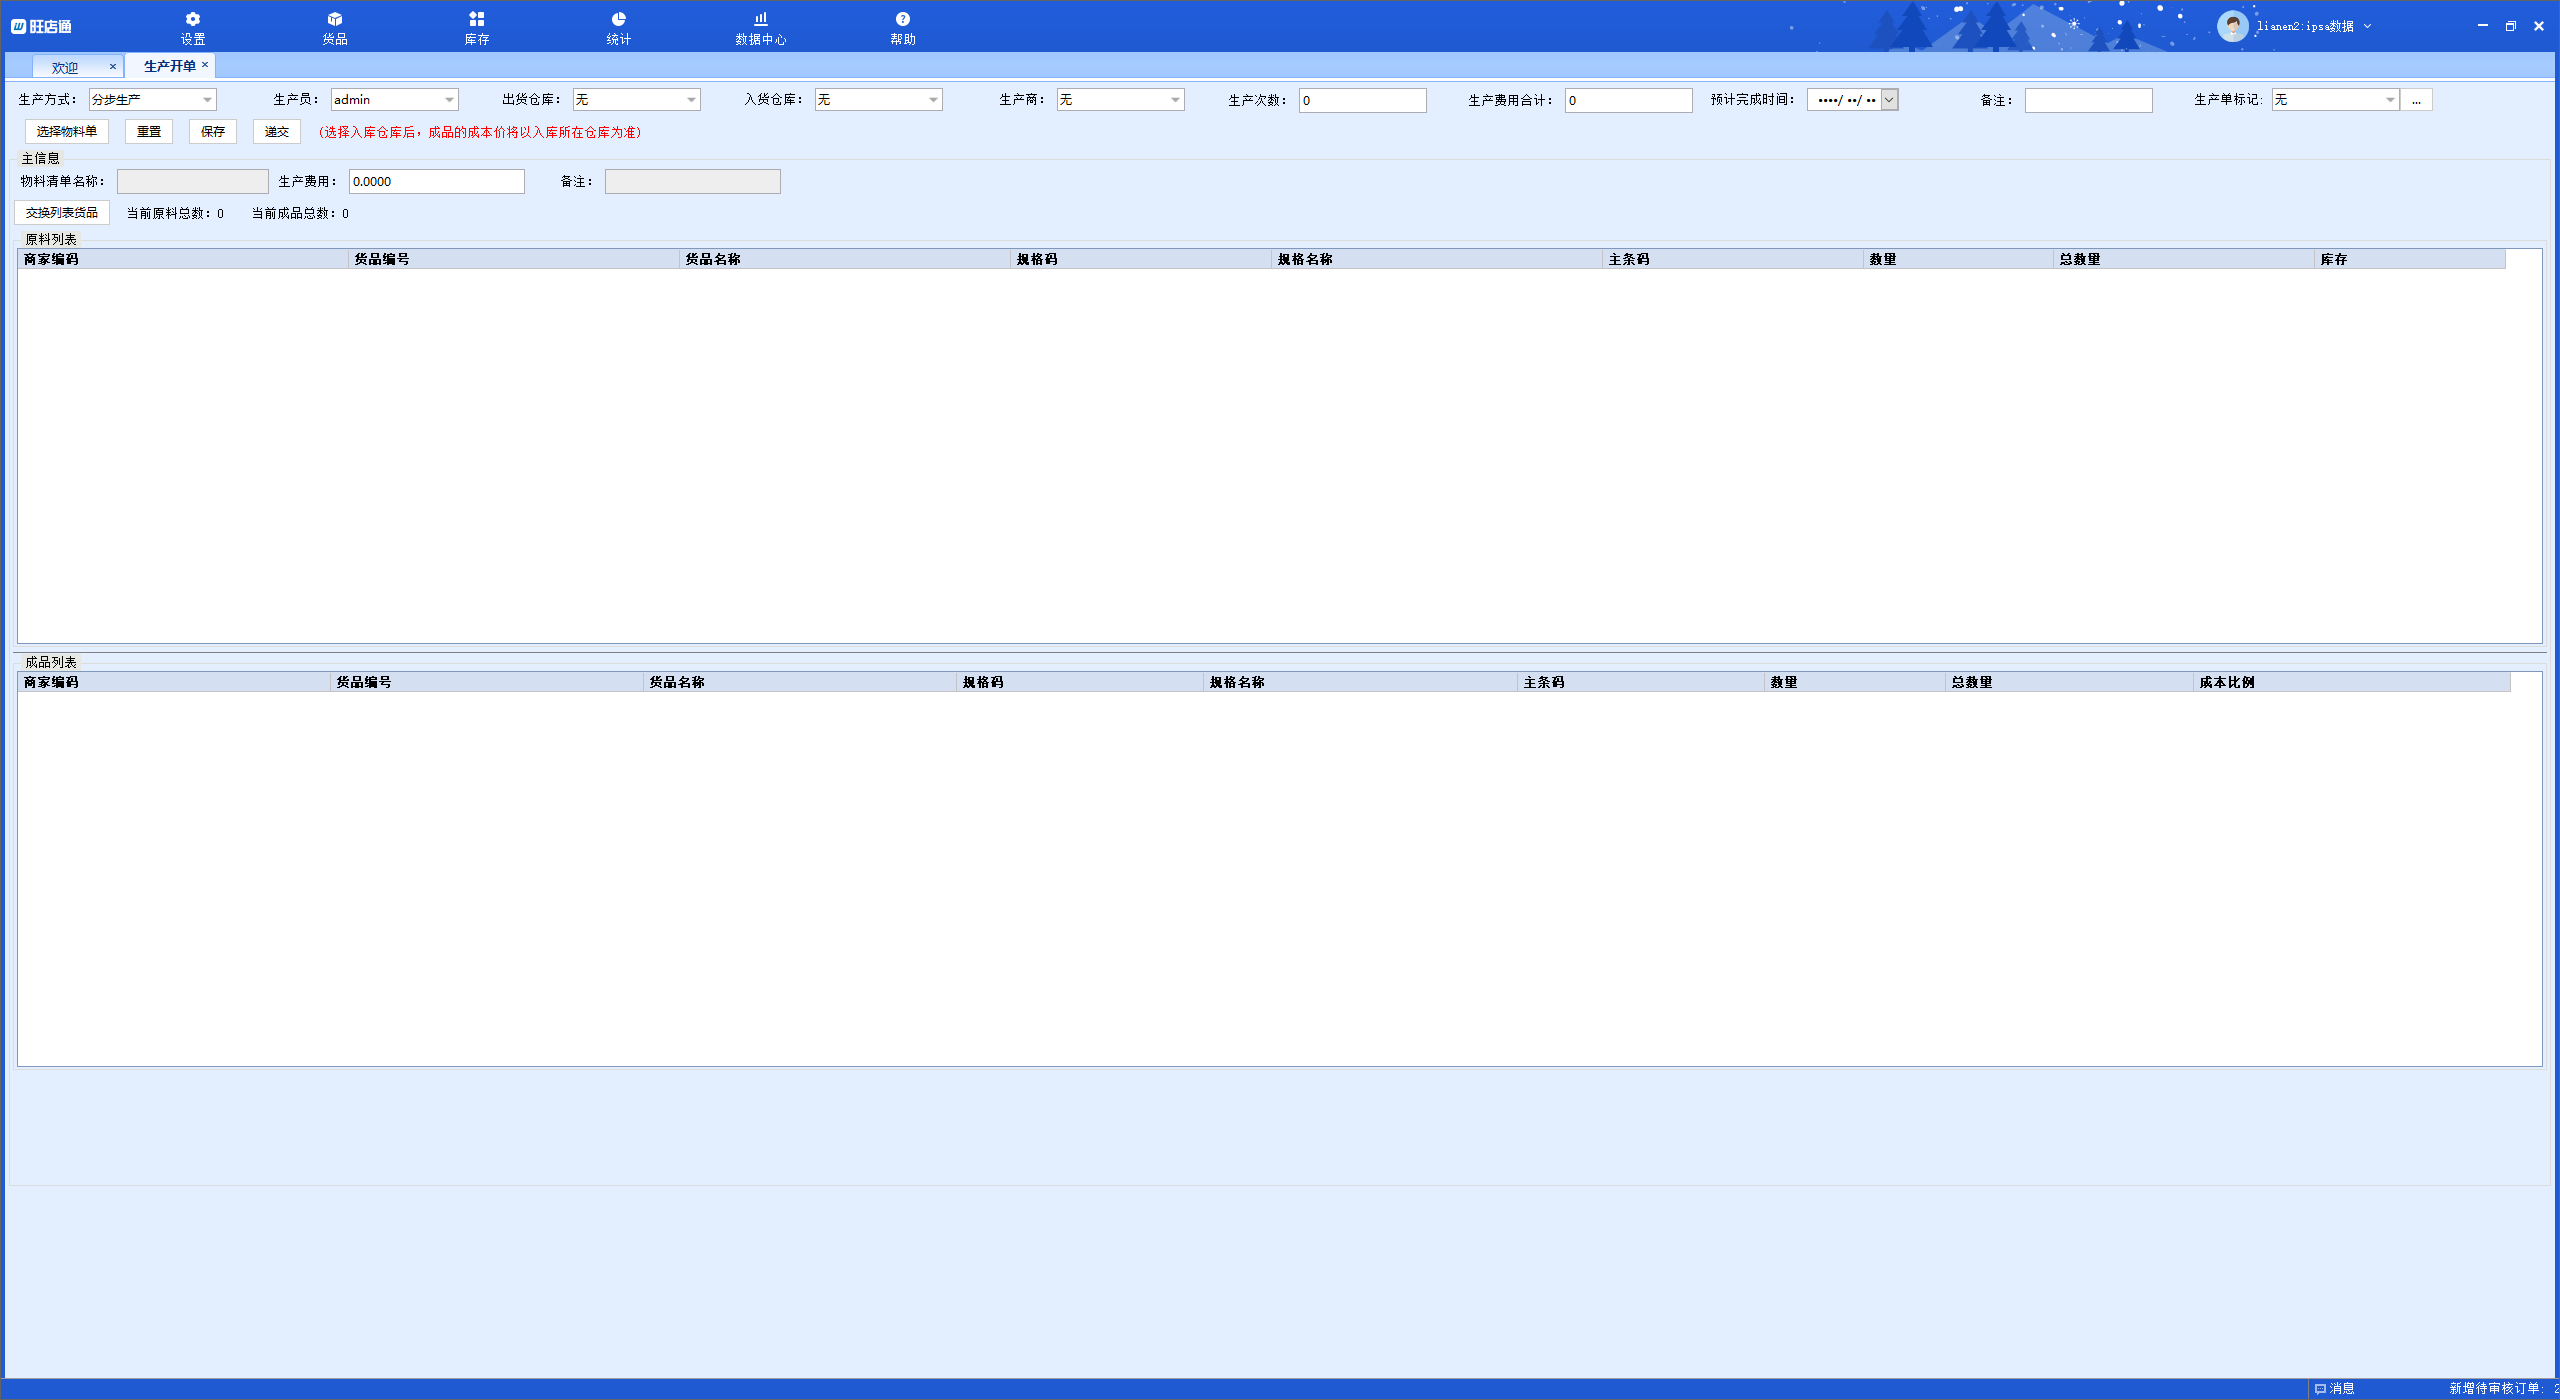 旺店通
设置 货品 库存 统计 数据中心 帮助
lianen2:ipsa数据
欢迎 × 生产开单 ×
生产方式: 分步生产 生产员: admin 出货仓库: 无 入货仓库: 无 生产商: 无 生产次数: 0 生产费用合计: 0 预计完成时间: ••••/ ••/ •• 备注: 生产单标记: 无 ...
选择物料单 重置 保存 递交 (选择入库仓库后，成品的成本价将以入库所在仓库为准)
主信息
物料清单名称: 生产费用: 0.0000 备注:
交换列表货品 当前原料总数: 0 当前成品总数: 0
原料列表
商家编码 货品编号 货品名称 规格码 规格名称 主条码 数量 总数量 库存
成品列表
商家编码 货品编号 货品名称 规格码 规格名称 主条码 数量 总数量 成本比例
消息 新增待审核订单: 2